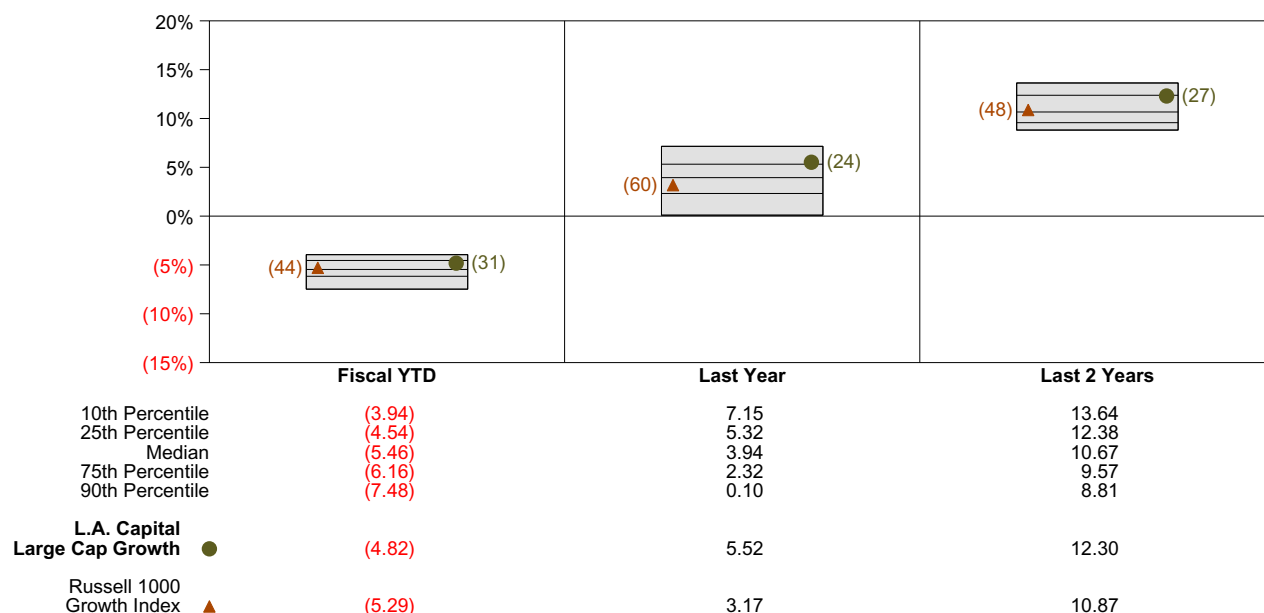 20%
15%
10%
5%
0%
(5%)
(10%)
(15%)
(44)
(31)
(60)
(24)
(48)
(27)
Fiscal YTD Last Year Last 2 Years
10th Percentile (3.94) 7.15 13.64
25th Percentile (4.54) 5.32 12.38
Median (5.46) 3.94 10.67
75th Percentile (6.16) 2.32 9.57
90th Percentile (7.48) 0.10 8.81
L.A. Capital
Large Cap Growth (4.82) 5.52 12.30
Russell 1000
Growth Index (5.29) 3.17 10.87